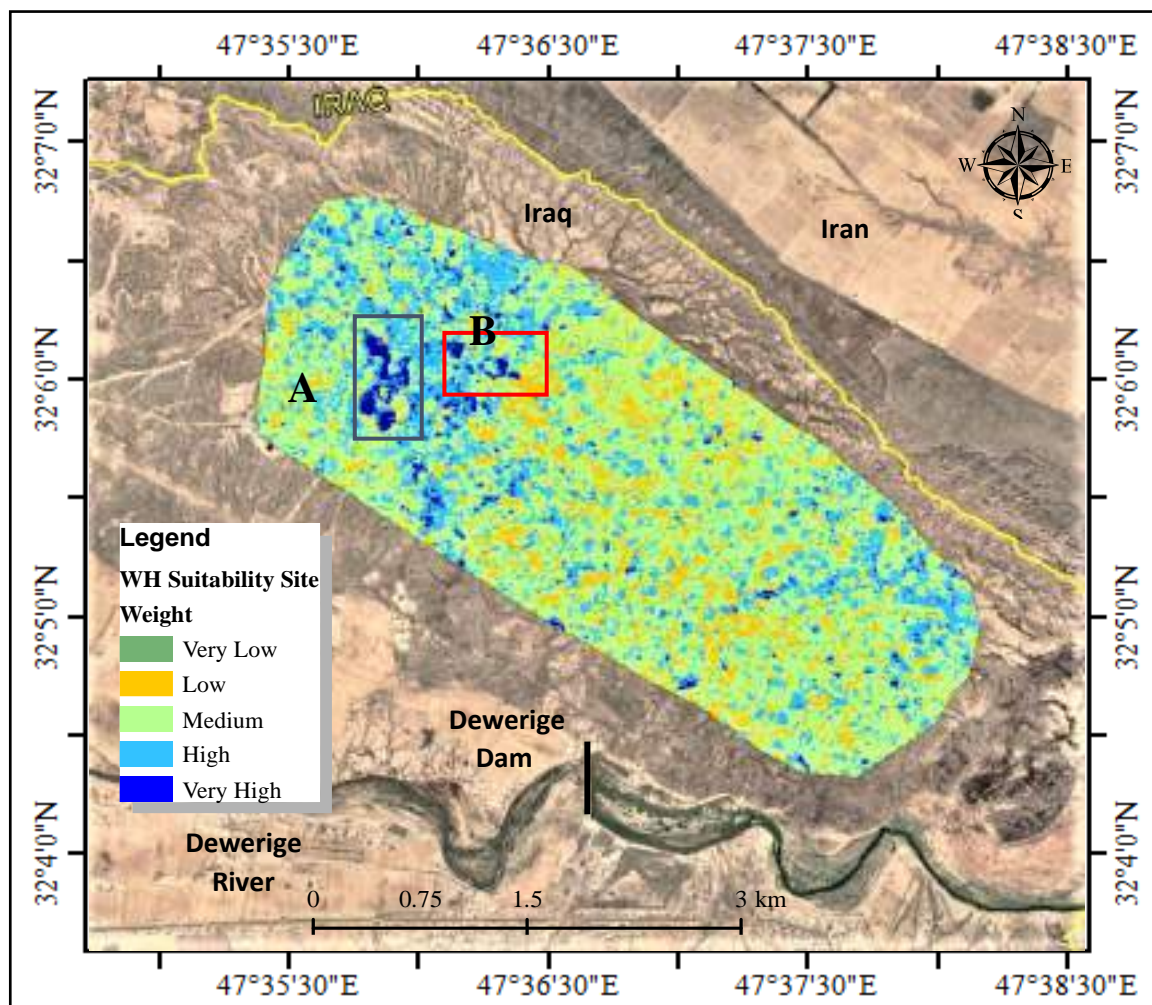 47°35'30"E 47°36'30"E 47°37'30"E 47°38'30"E
32°7'0"N
32°7'0"N
IRAQ
N
W
E
S
Iraq
Iran
B
A
32°6'0"N
32°6'0"N
Legend
WH Suitability Site
Weight
Very Low
Low
Medium
High
Very High
32°5'0"N
32°5'0"N
Dewerige
Dam
Dewerige
River
32°4'0"N
32°4'0"N
0 0.75 1.5 3 km
47°35'30"E 47°36'30"E 47°37'30"E 47°38'30"E